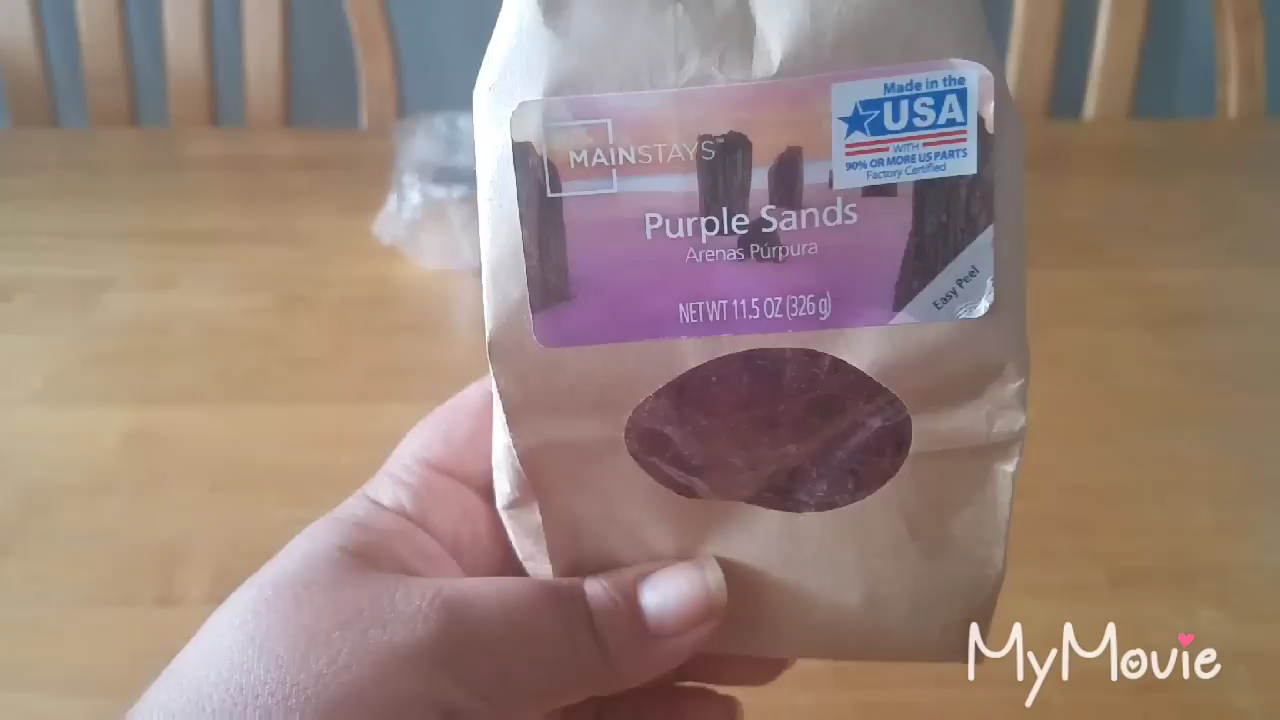 MAINSTAYS™
Made in the
USA
WITH
90% OR MORE US PARTS
Factory Certified
Purple Sands
Arenas Púrpura
NET WT 11.5 OZ (326 g)
Easy Peel
MyMovie